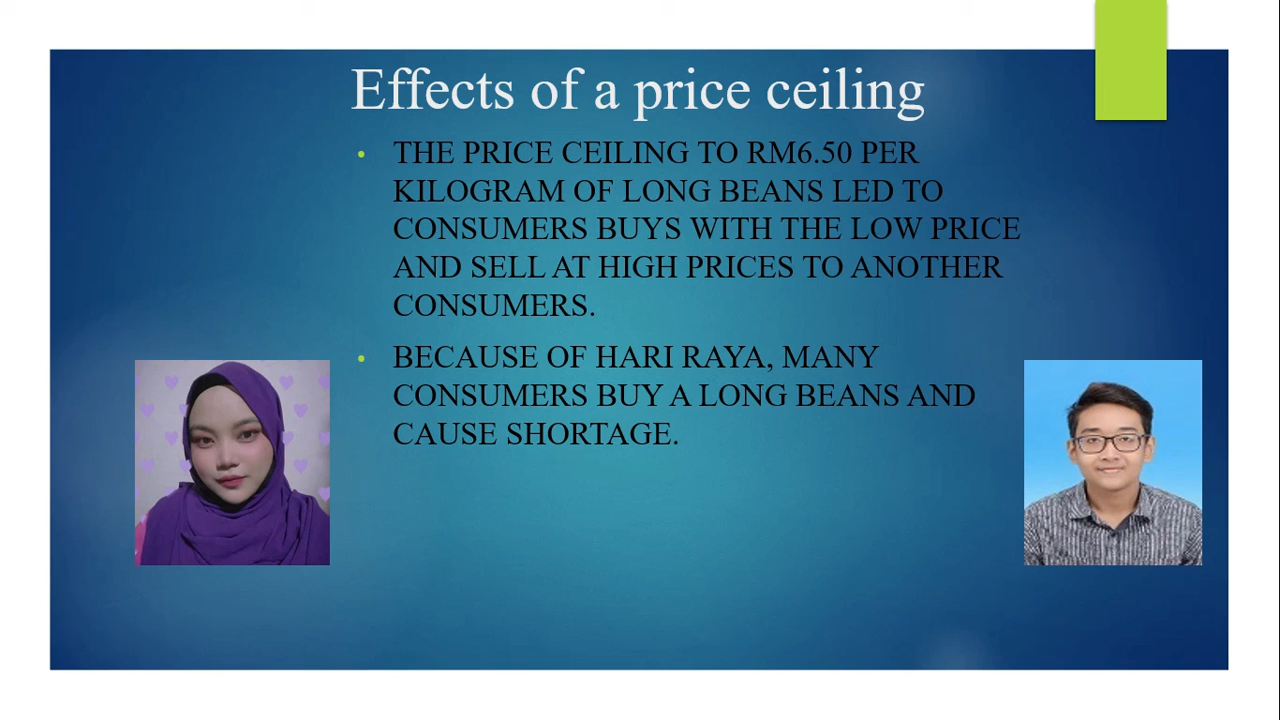 Effects of a price ceiling
• THE PRICE CEILING TO RM6.50 PER
KILOGRAM OF LONG BEANS LED TO
CONSUMERS BUYS WITH THE LOW PRICE
AND SELL AT HIGH PRICES TO ANOTHER
CONSUMERS.
• BECAUSE OF HARI RAYA, MANY
CONSUMERS BUY A LONG BEANS AND
CAUSE SHORTAGE.